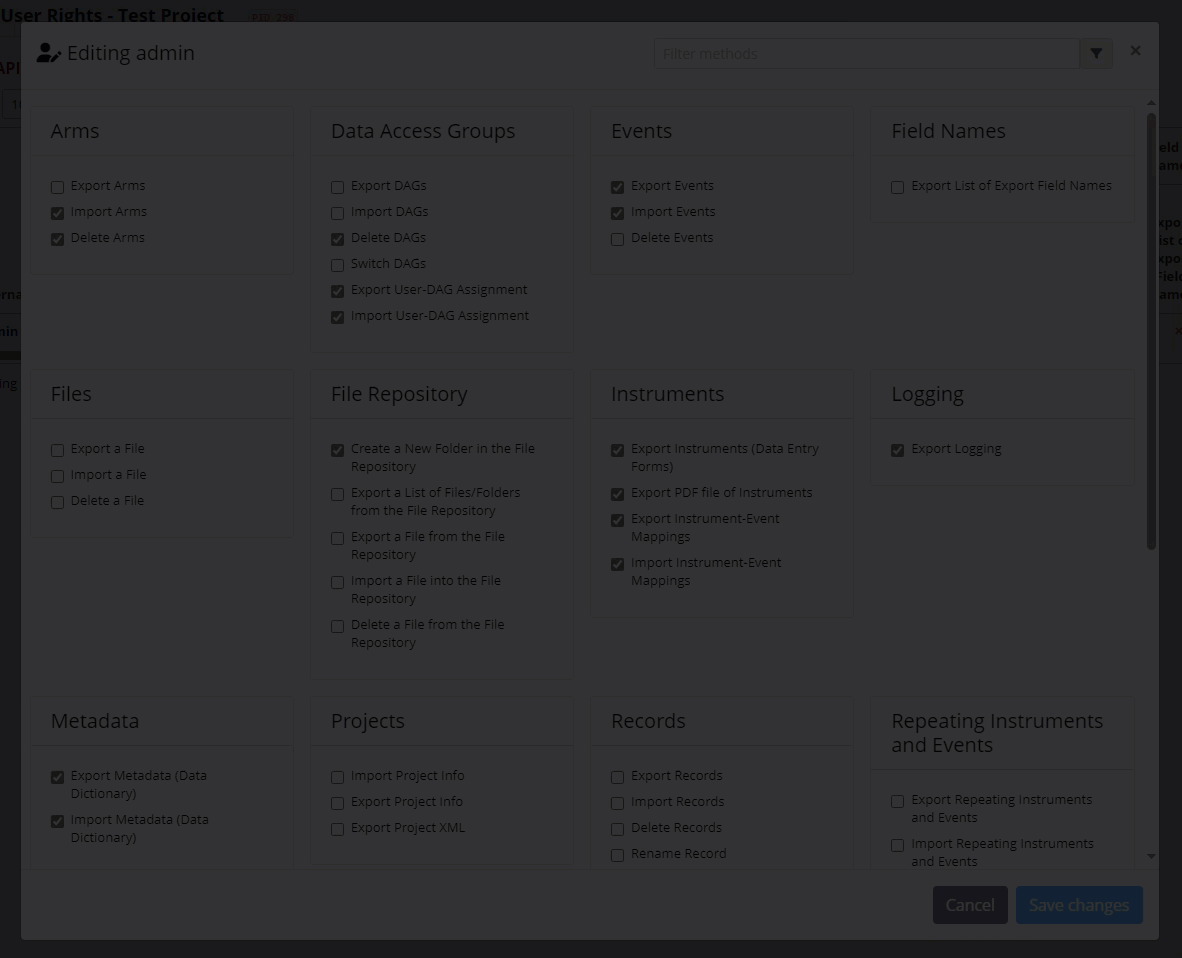 User Rights - Test Project
PID 299
Editing admin
Filter methods
API
Arms
Export Arms
Import Arms
Delete Arms
Data Access Groups
Export DAGs
Import DAGs
Delete DAGs
Switch DAGs
Export User-DAG Assignment
Import User-DAG Assignment
Events
Export Events
Import Events
Delete Events
Field Names
Export List of Export Field Names
Files
Export a File
Import a File
Delete a File
File Repository
Create a New Folder in the File
Repository
Export a List of Files/Folders
from the File Repository
Export a File from the File
Repository
Import a File into the File
Repository
Delete a File from the File
Repository
Instruments
Export Instruments (Data Entry
Forms)
Export PDF file of Instruments
Export Instrument-Event
Mappings
Import Instrument-Event
Mappings
Logging
Export Logging
Metadata
Export Metadata (Data
Dictionary)
Import Metadata (Data
Dictionary)
Projects
Import Project Info
Export Project Info
Export Project XML
Records
Export Records
Import Records
Delete Records
Rename Record
Repeating Instruments
and Events
Export Repeating Instruments
and Events
Import Repeating Instruments
and Events
Cancel
Save changes